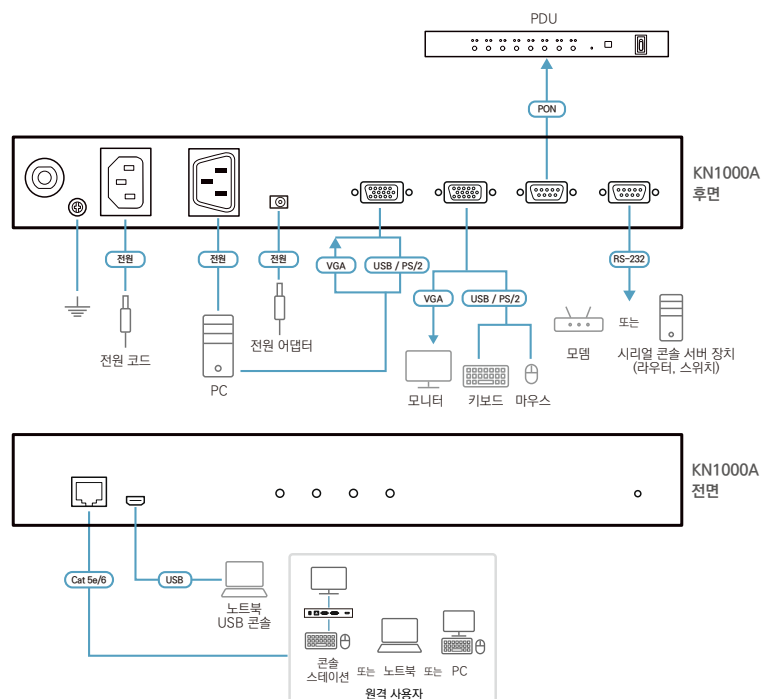 PDU
PON
KN1000A
후면
전원
전원
전원
VGA
USB / PS/2
RS-232
VGA
USB / PS/2
전원 코드
PC
전원 어댑터
모니터
키보드
마우스
모뎀
또는
시리얼 콘솔 서버 장치
(라우터, 스위치)
KN1000A
전면
Cat 5e/6
USB
노트북
USB 콘솔
콘솔
스테이션
또는
노트북
또는
PC
원격 사용자